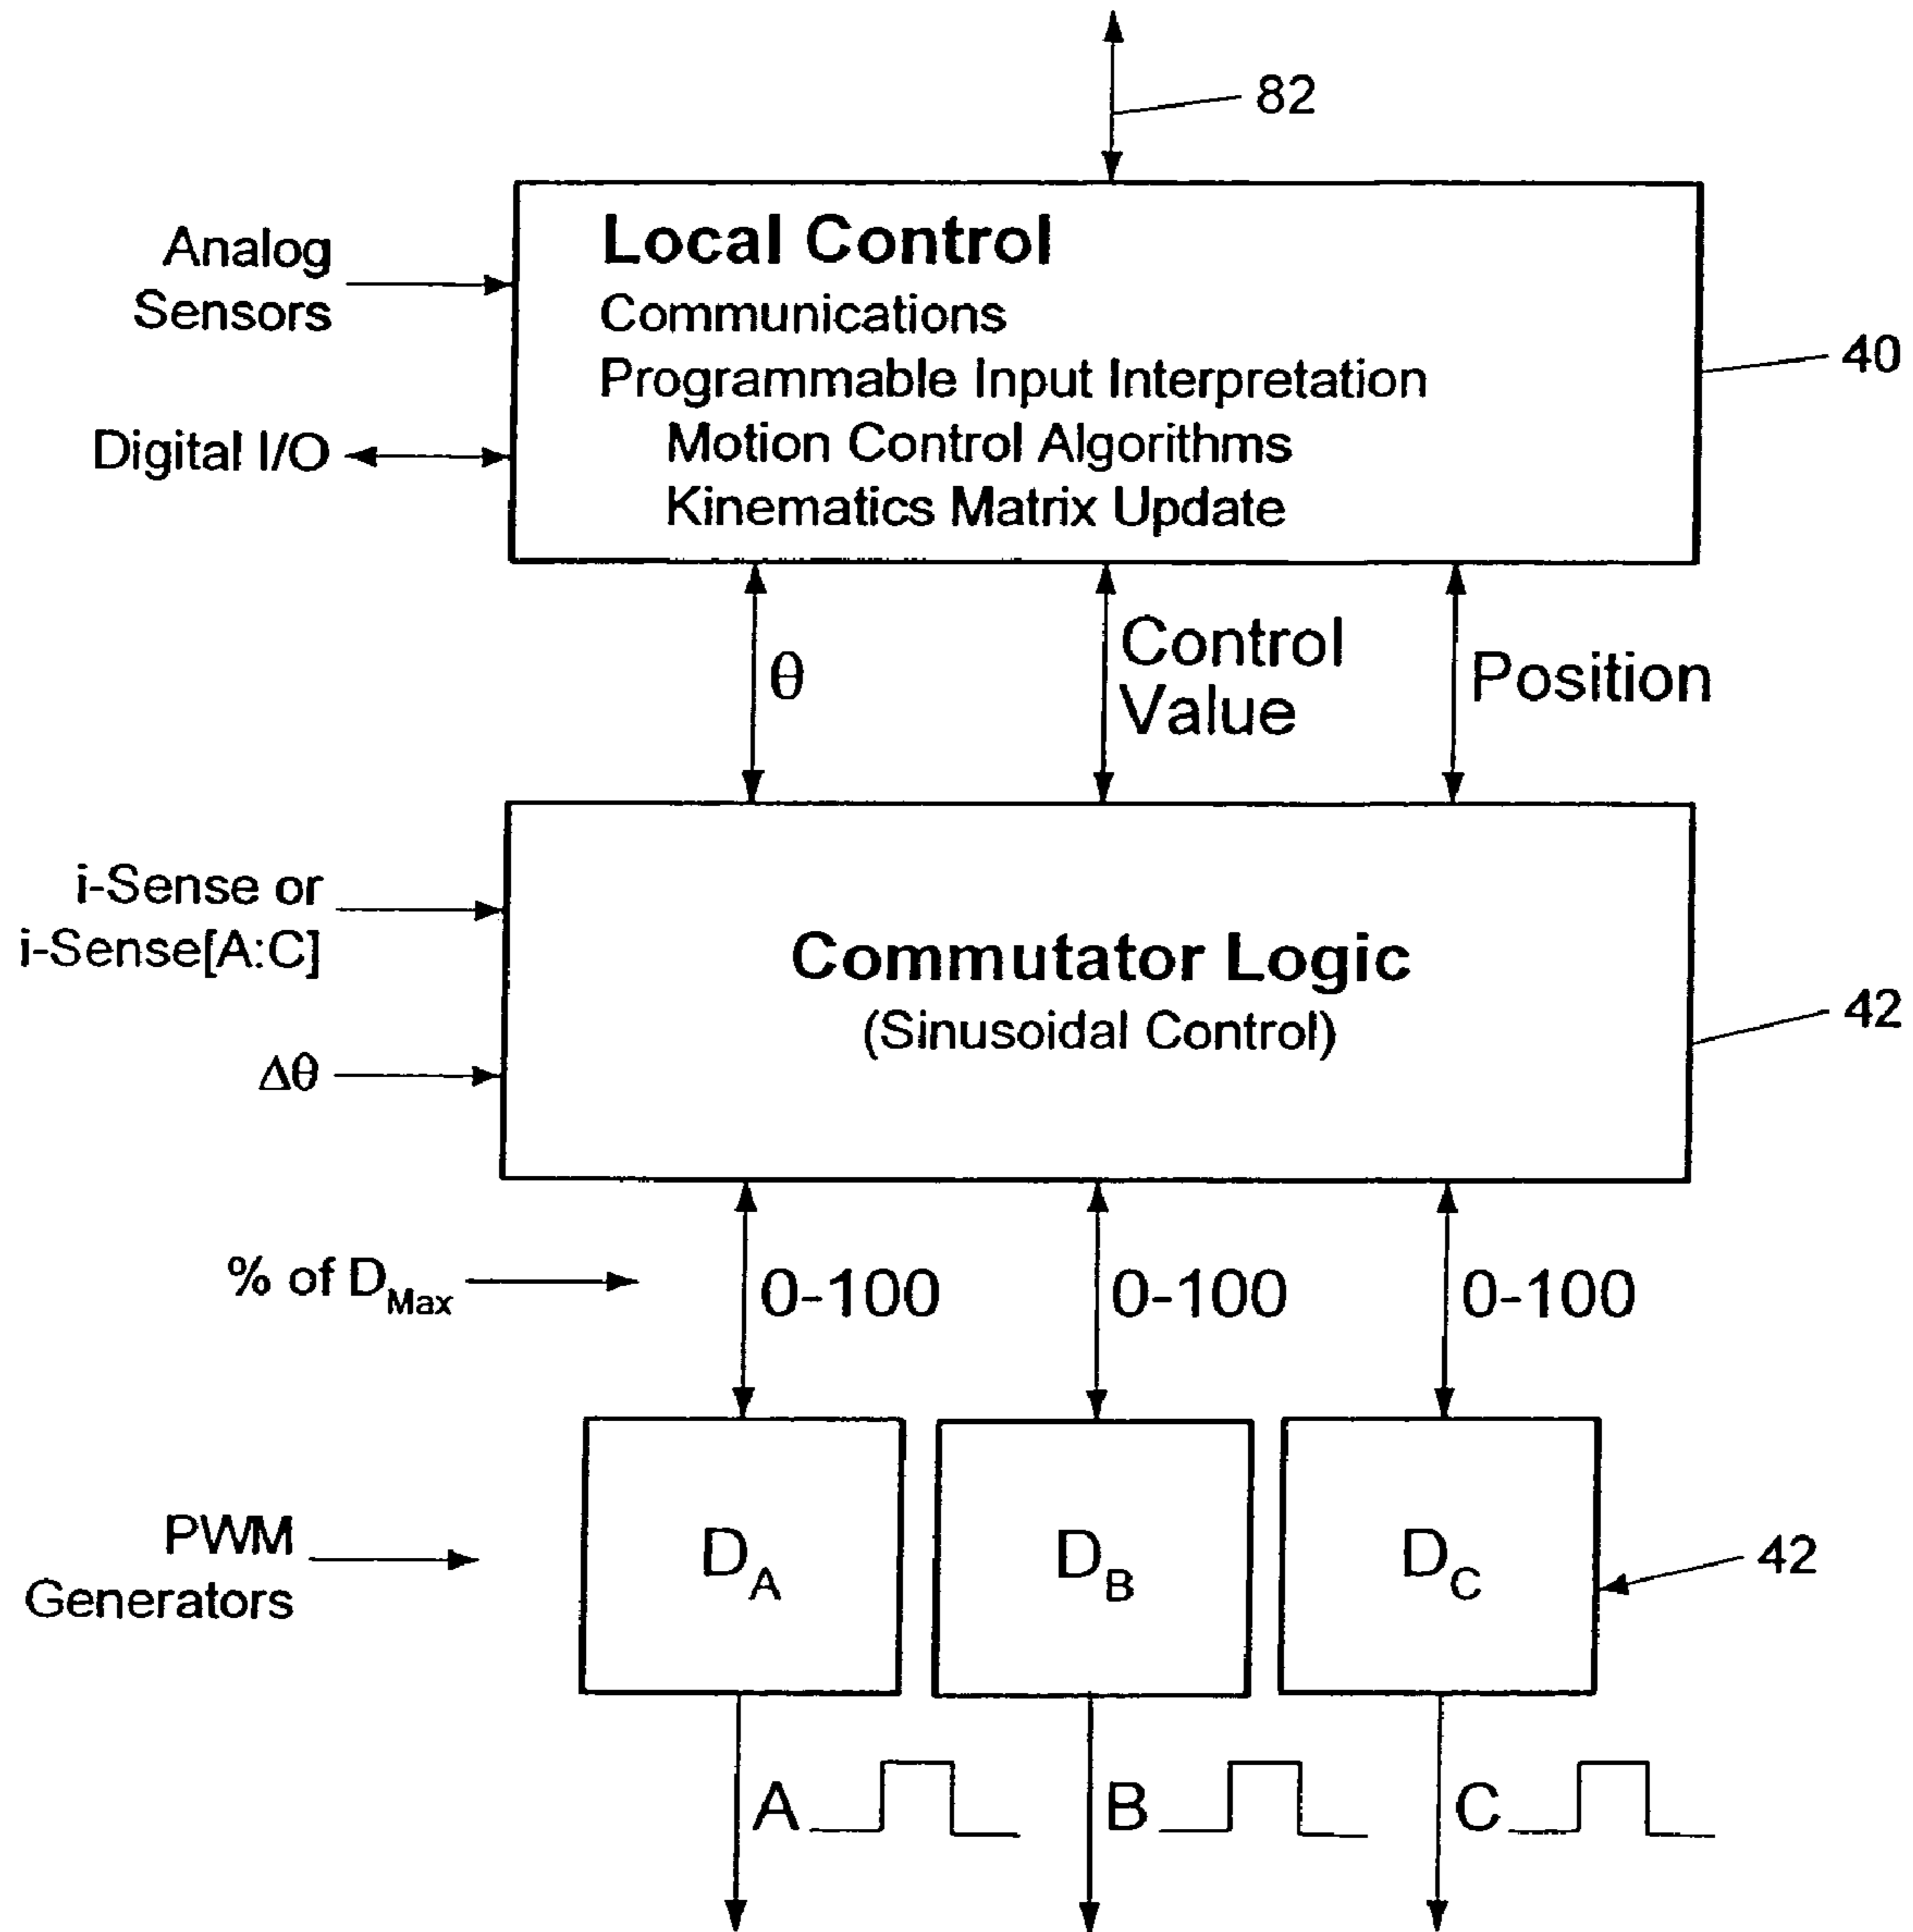 82
Analog
Sensors
Local Control
Communications
Programmable Input Interpretation
Motion Control Algorithms
Kinematics Matrix Update
40
Digital I/O
θ
Control
Value
Position
i-Sense or
i-Sense[A:C]
Commutator Logic
(Sinusoidal Control)
42
Δθ
% of DMax
0-100
0-100
0-100
PWM
Generators
DA
DB
DC
42
A
B
C